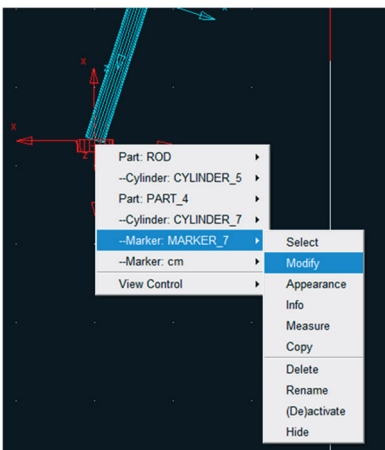 x
x
x
z
Part: ROD
--Cylinder: CYLINDER_5
Part: PART_4
--Cylinder: CYLINDER_7
--Marker: MARKER_7
--Marker: cm
View Control
Select
Modify
Appearance
Info
Measure
Copy
Delete
Rename
(De)activate
Hide